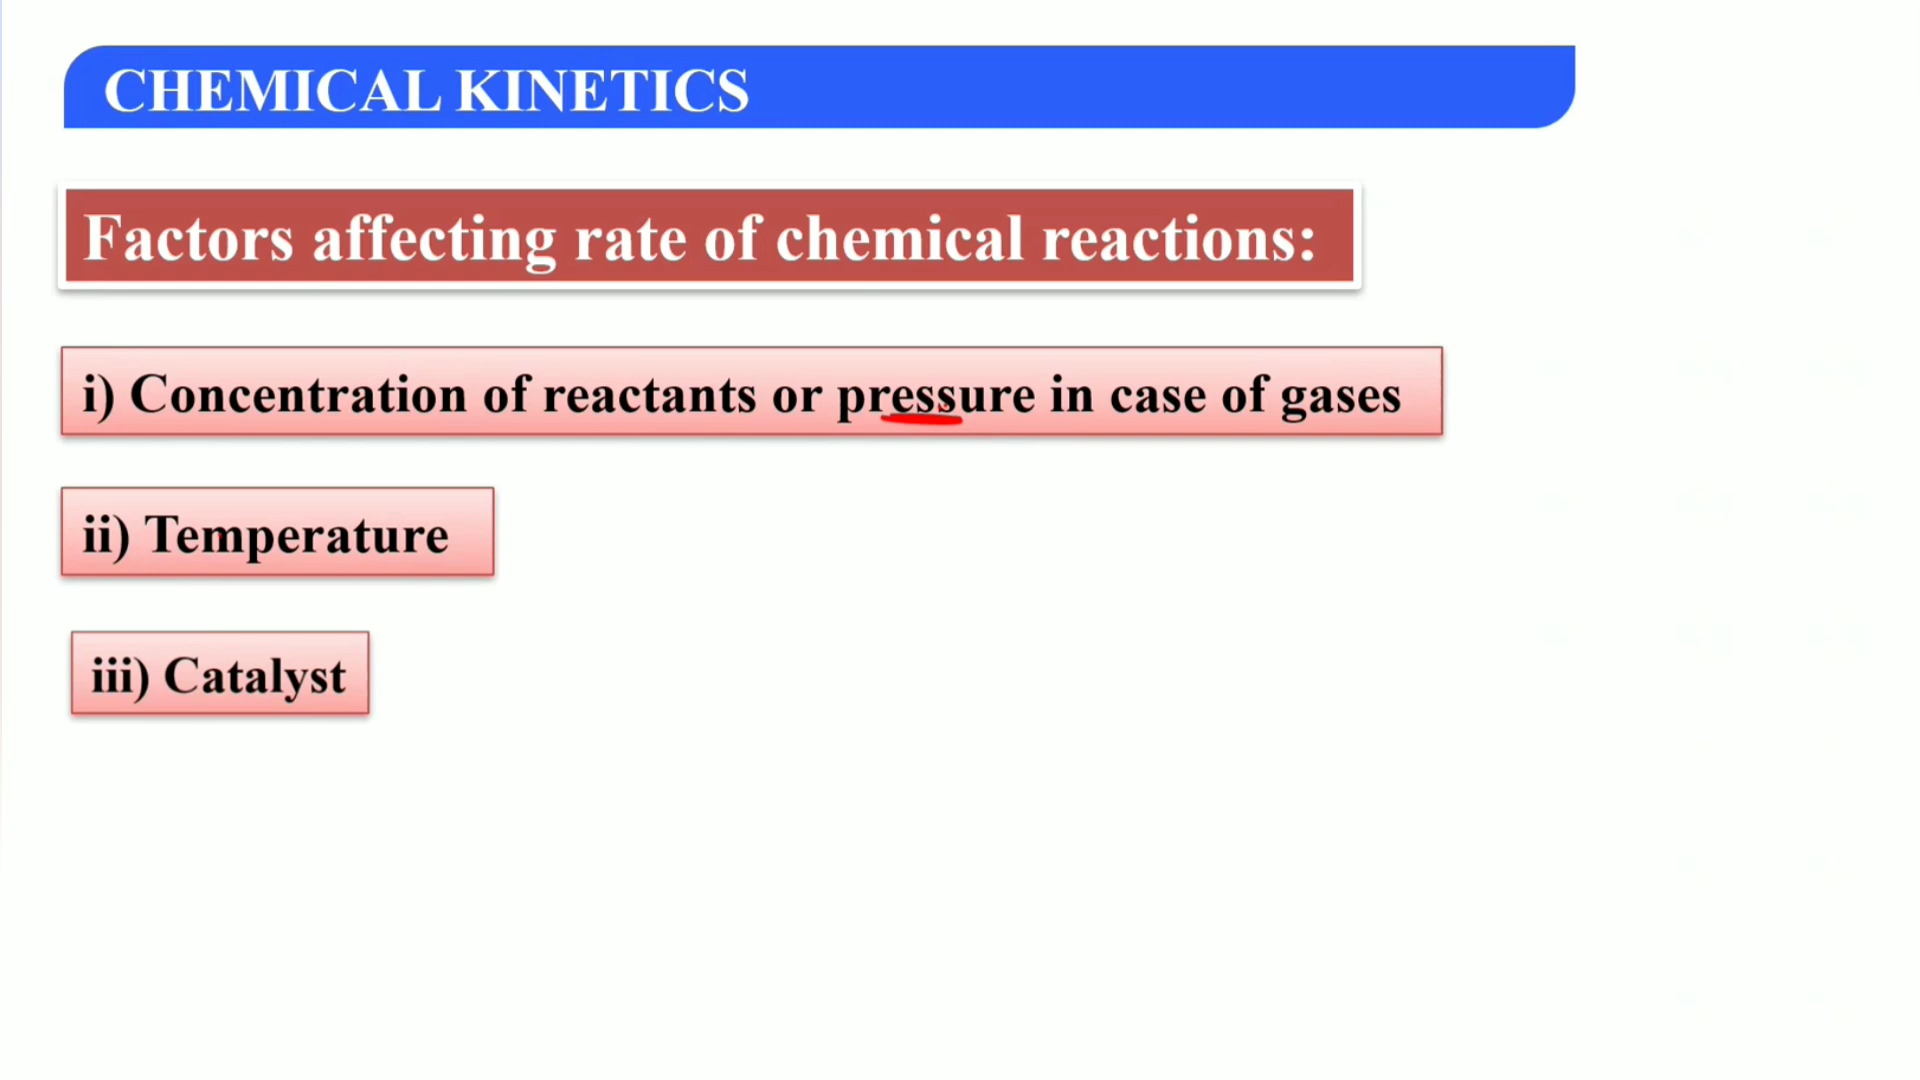 CHEMICAL KINETICS
Factors affecting rate of chemical reactions:
i) Concentration of reactants or pressure in case of gases
ii) Temperature
iii) Catalyst